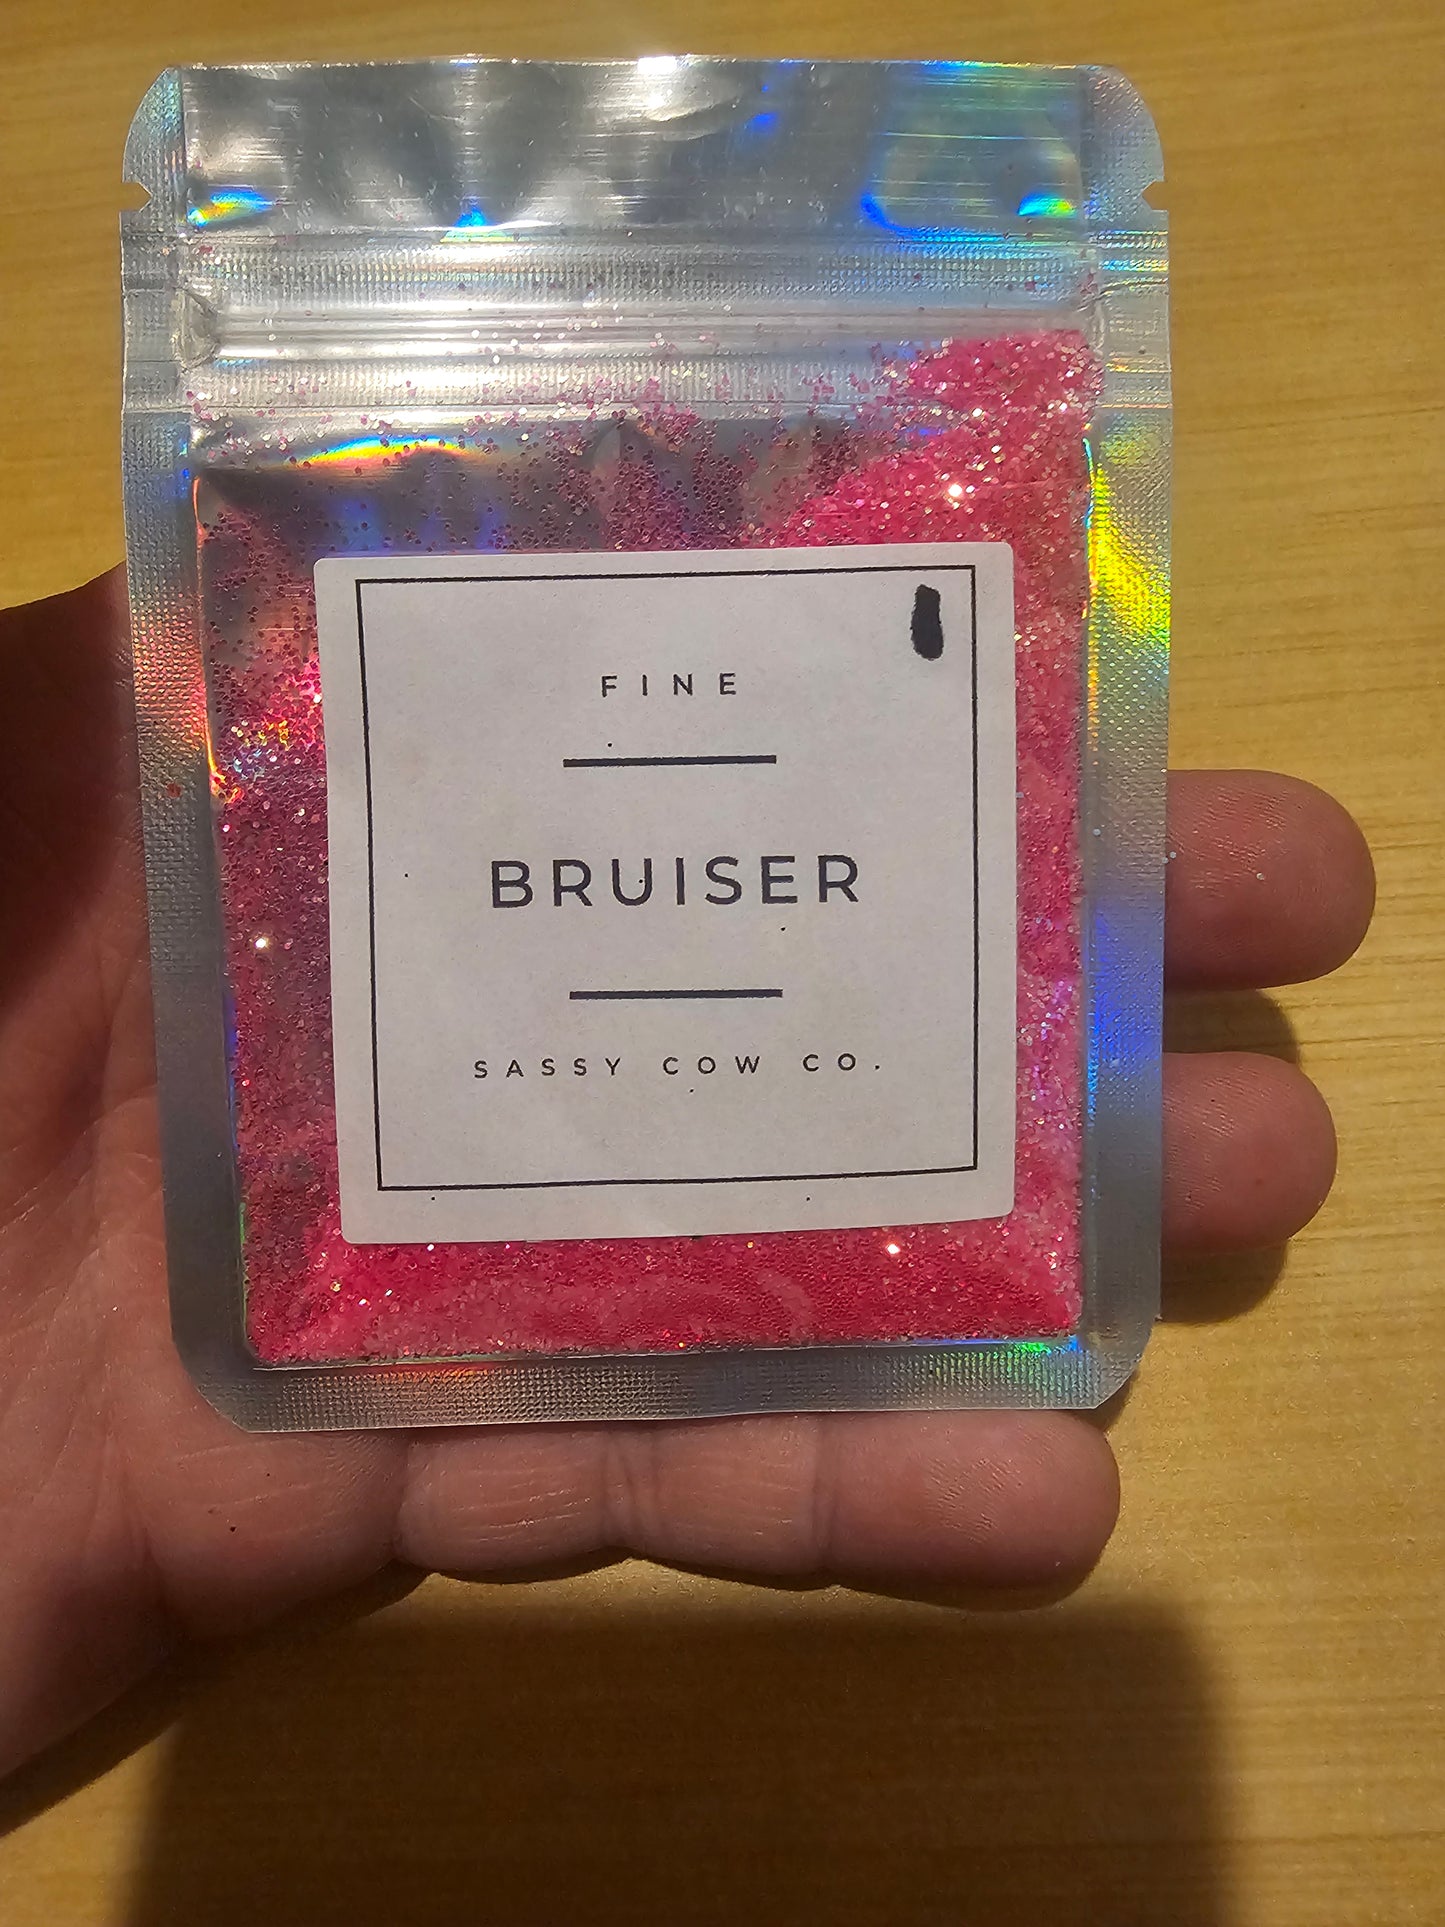 FINE
BRUISER
SASSY COW CO.